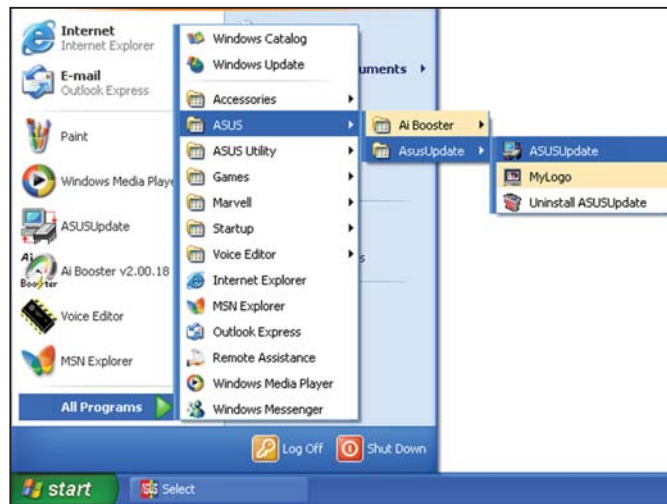 Internet
Internet Explorer
E-mail
Outlook Express
Paint
Windows Media Playe
ASUSUpdate
Ai Booster v2.00.18
Voice Editor
MSN Explorer
All Programs
Windows Catalog
Windows Update
Accessories
ASUS
ASUS Utility
Games
Marvell
Startup
Voice Editor
Internet Explorer
MSN Explorer
Outlook Express
Remote Assistance
Windows Media Player
Windows Messenger
uments
s
Ai Booster
AsusUpdate
ASUSUpdate
MyLogo
Uninstall ASUSUpdate
Log Off
Shut Down
start
Select